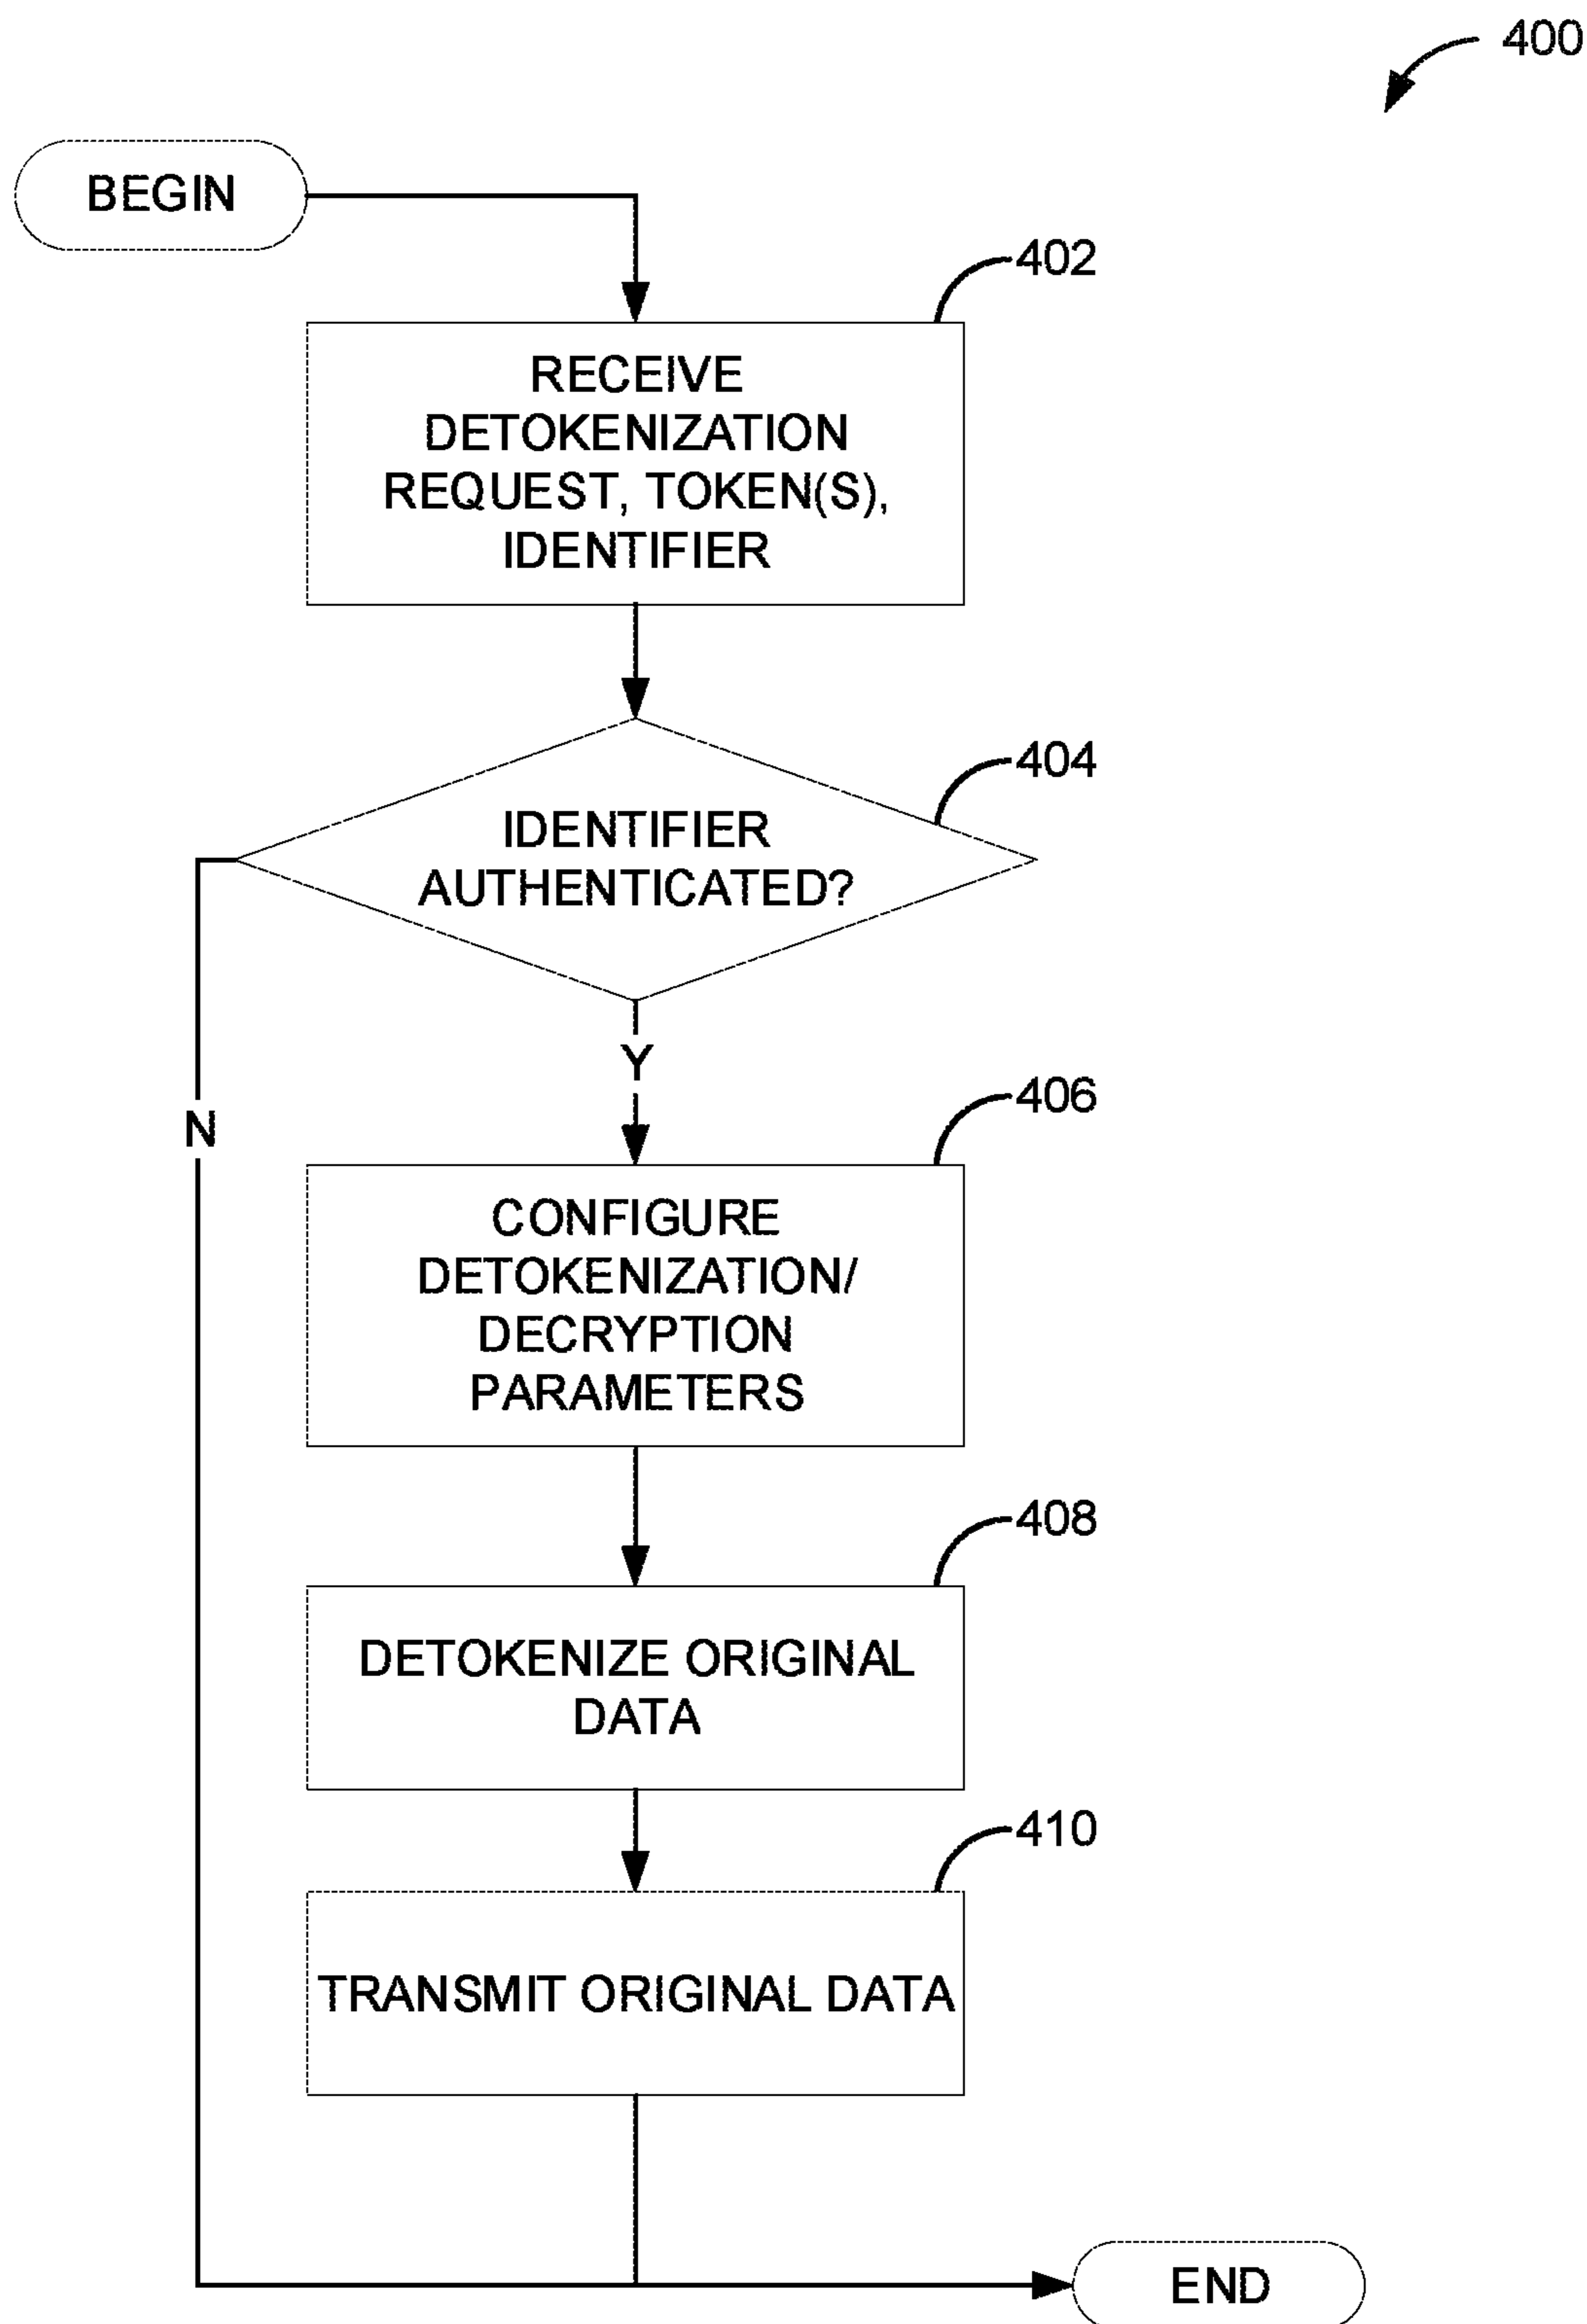 400
BEGIN
402
RECEIVE
DETOKENIZATION
REQUEST, TOKEN(S),
IDENTIFIER
404
IDENTIFIER
AUTHENTICATED?
Y
N
406
CONFIGURE
DETOKENIZATION/
DECRYPTION
PARAMETERS
408
DETOKENIZE ORIGINAL
DATA
410
TRANSMIT ORIGINAL DATA
END